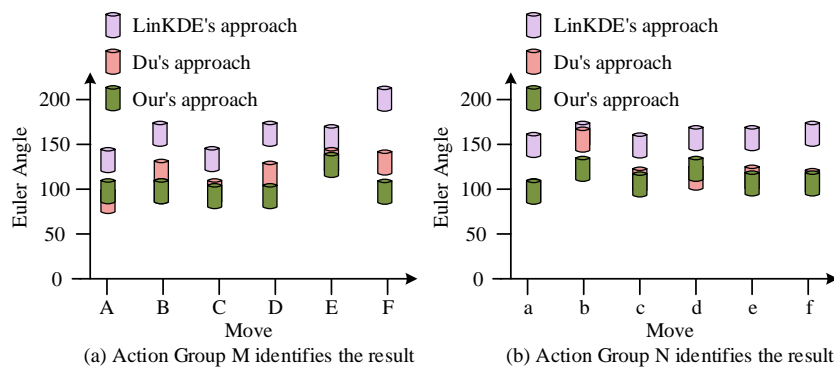 LinKDE's approach
Du's approach
Our's approach
200
150
100
50
0
Euler Angle
A B C D E F
Move
(a) Action Group M identifies the result
LinKDE's approach
Du's approach
Our's approach
200
150
100
50
0
Euler Angle
a b c d e f
Move
(b) Action Group N identifies the result